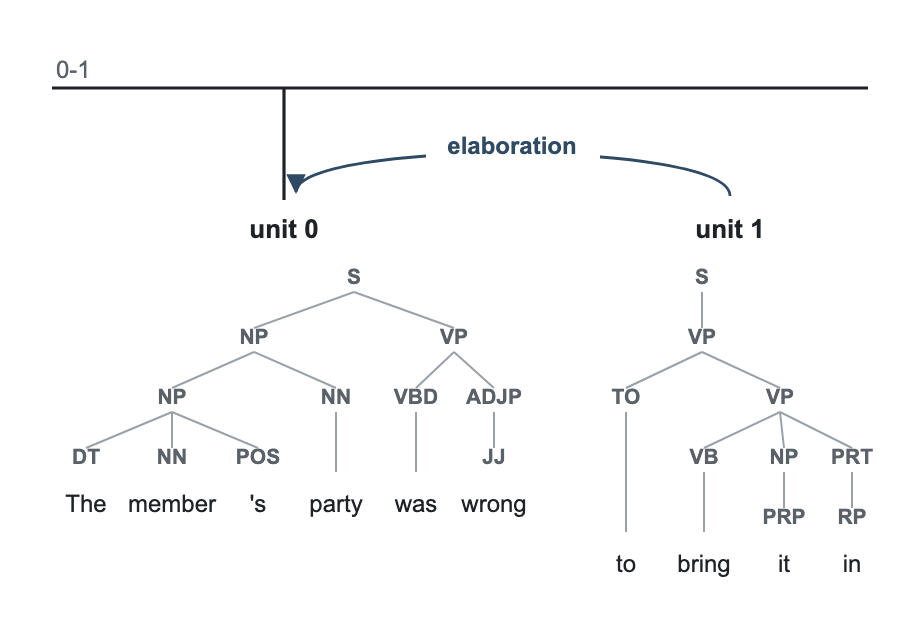 0-1
elaboration
unit 0 unit 1
S S
NP VP VP
NP NN VBD ADJP TO VP
DT NN POS JJ VB NP PRT
The member 's party was wrong PRP RP
to bring it in